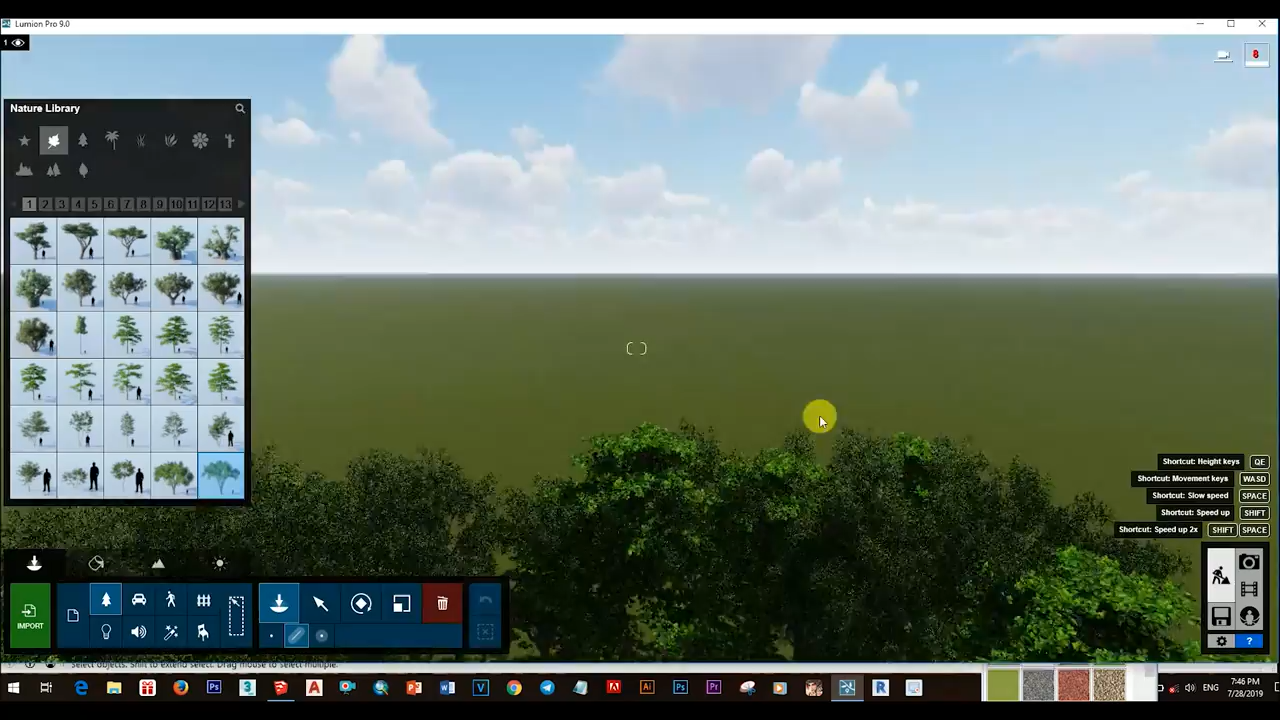 Lumion Pro 9.0
1
8
Nature Library
1 2 3 4 5 6 7 8 9 10 11 12 13
Shortcut: Height keys QE
Shortcut: Movement keys WASD
Shortcut: Slow speed SPACE
Shortcut: Speed up SHIFT
Shortcut: Speed up 2x SHIFT SPACE
IMPORT
?
Select objects. Shift to extend select. Drag mouse to select multiple.
ENG
7:46 PM
7/28/2019